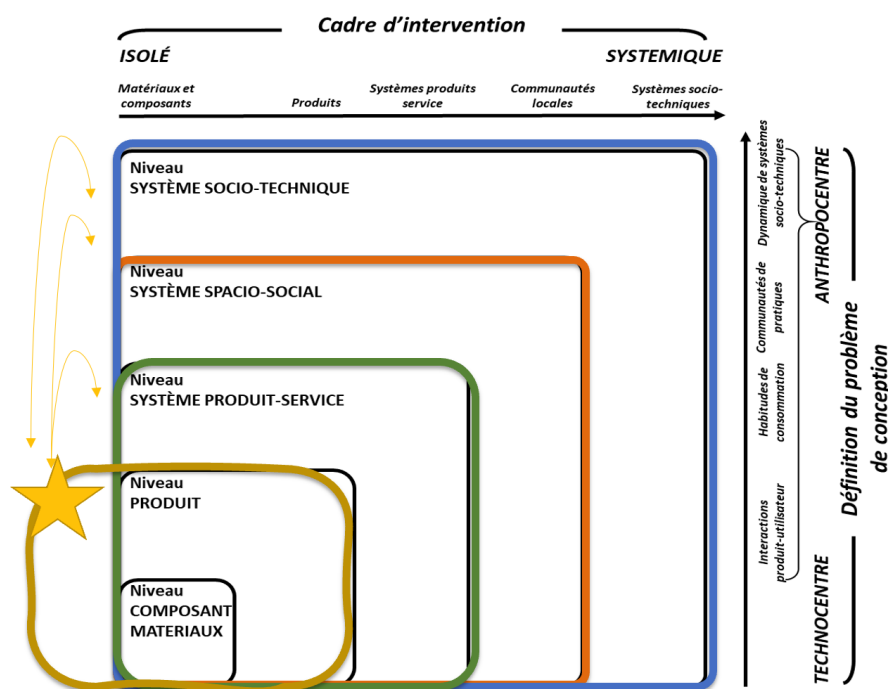 Cadre d’intervention
ISOLÉ
SYSTEMIQUE
Matériaux et
composants
Produits
Systèmes produits
service
Communautés
locales
Systèmes socio-
techniques
Niveau
SYSTÈME SOCIO-TECHNIQUE
Niveau
SYSTÈME SPACIO-SOCIAL
Niveau
SYSTÈME PRODUIT-SERVICE
Niveau
PRODUIT
Niveau
COMPOSANT
MATERIAUX
Dynamique de systèmes
socio-techniques
Communautés de
pratiques
Habitudes de
consommation
Interactions
produit-utilisateur
ANTHROPOCENTRE
TECHNOCENTRE
Définition du problème
de conception